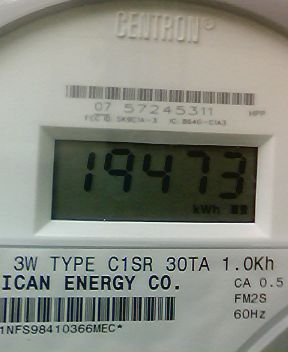 CENTRON®
07 57245311 HPP
FCC ID: SK9C1A-3 IC: 864G-C1A3
19473
kWh
3W TYPE C1SR 30TA 1.0Kh
ICAN ENERGY CO. CA 0.5
FM2S
60Hz
1NFS98410366MEC*